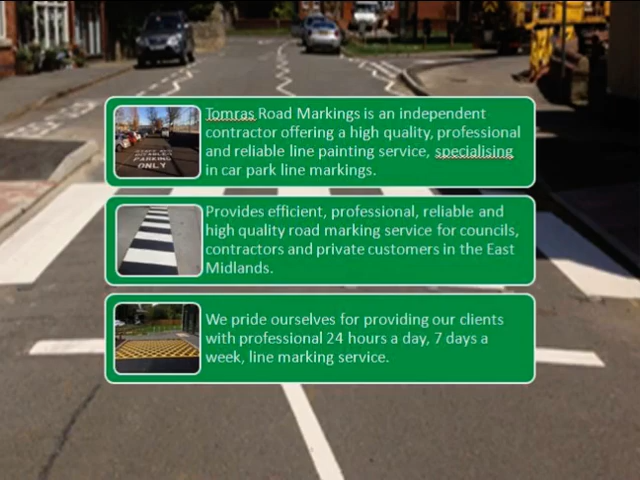 Tomras Road Markings is an independent
contractor offering a high quality, professional
and reliable line painting service, specialising
in car park line markings.
PARKING
ONLY
Provides efficient, professional, reliable and
high quality road marking service for councils,
contractors and private customers in the East
Midlands.
We pride ourselves for providing our clients
with professional 24 hours a day, 7 days a
week, line marking service.